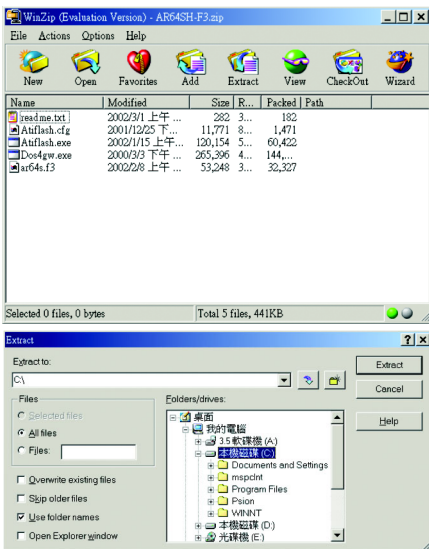 WinZip (Evaluation Version) - AR64SH-F3.zip
File Actions Options Help
New Open Favorites Add Extract View CheckOut Wizard
Name Modified Size R... Packed Path
readme.txt 2002/3/1 上午 ... 282 3... 182
Atiflash.cfg 2001/12/25 下... 11,771 8... 1,471
Atiflash.exe 2002/1/15 上午... 120,154 5... 60,422
Dos4gw.exe 2000/3/3 下午 ... 265,396 4... 144,...
ar64s.f3 2002/2/8 上午 ... 53,248 3... 32,327
Selected 0 files, 0 bytes Total 5 files, 441KB
Extract
Extract to:
C:\
Extract
Cancel
Help
Files
Selected files
All files
Files:
Overwrite existing files
Skip older files
Use folder names
Open Explorer window
Folders/drives:
桌面
我的電腦
3.5 軟碟機 (A:)
本機磁碟 (C:)
Documents and Settings
mspclnt
Program Files
Psion
WINNT
本機磁碟 (D:)
光碟機 (E:)